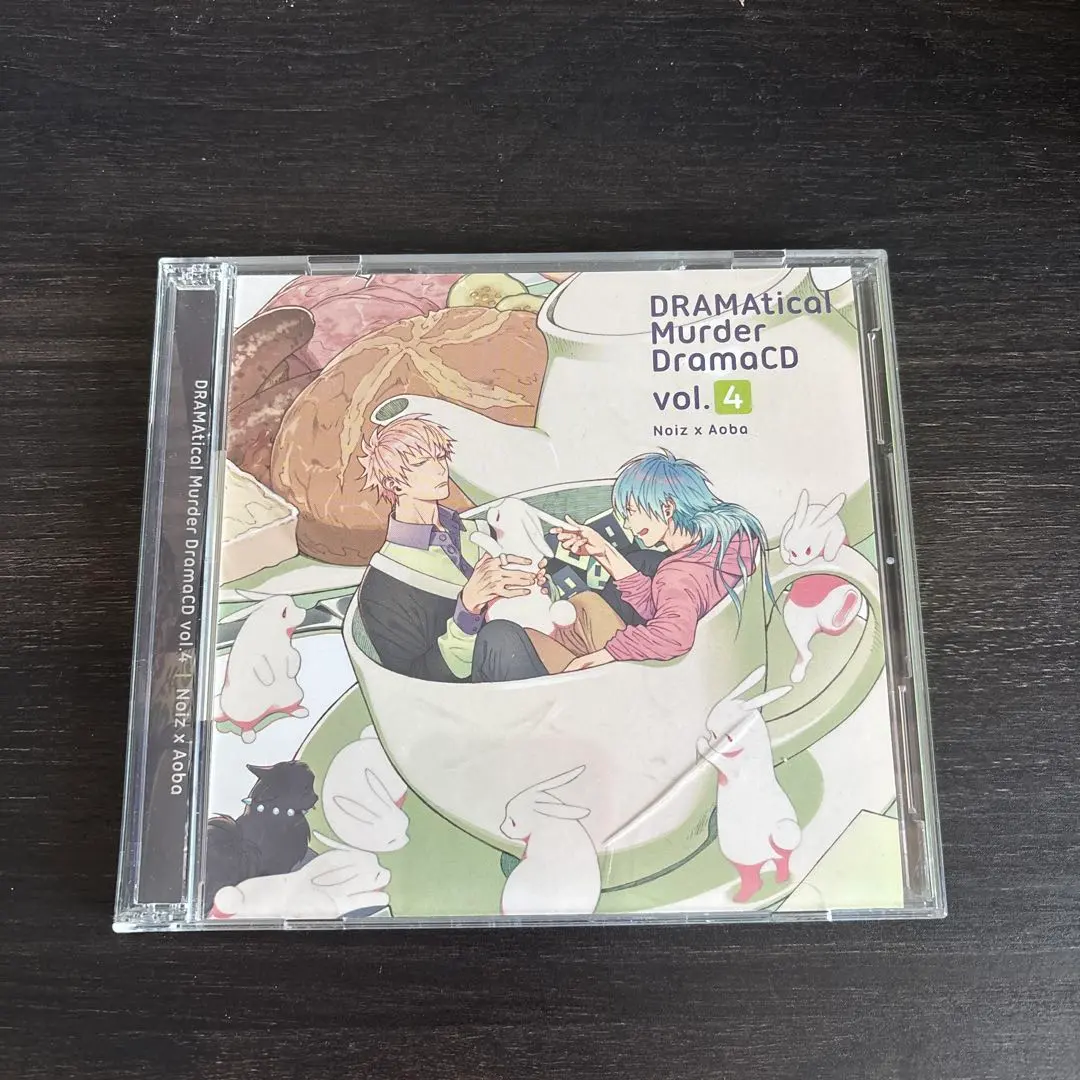 DRAMAtical
Murder
DramaCD
vol.4
Noiz x Aoba
DRAMAtical Murder DramaCD vol.4 | Noiz x Aoba